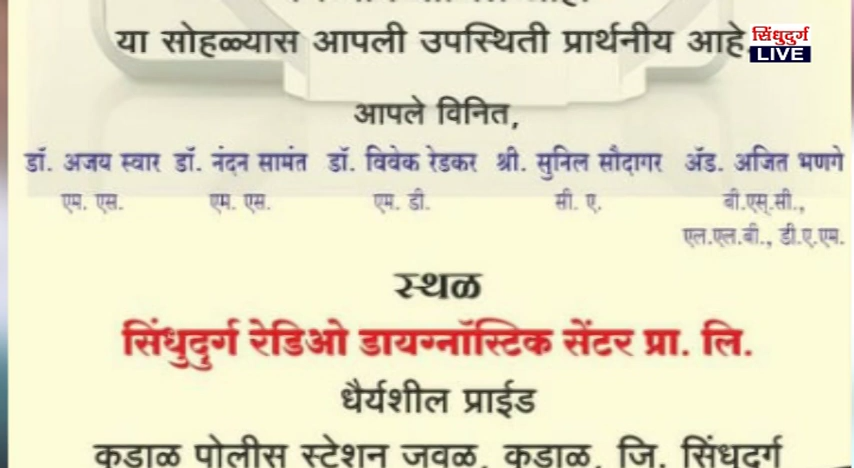 या सोहळ्यास आपली उपस्थिती प्रार्थनीय आहे.
सिंधुदुर्ग
LIVE
आपले विनित,
डॉ. अजय स्वार डॉ. नंदन सामंत डॉ. विवेक रेडकर श्री. सुनिल सौदागर ॲड. अजित भणगे
एम. एस. एम. एस. एम. डी. सी. ए. बी.एस्.सी.,
एल.एल.बी., डी.ए.एम.
स्थळ
सिंधुदुर्ग रेडिओ डायग्नॉस्टिक सेंटर प्रा. लि.
धैर्यशील प्राईड
कुडाळ पोलीस स्टेशन जवळ, कुडाळ, जि. सिंधुदुर्ग